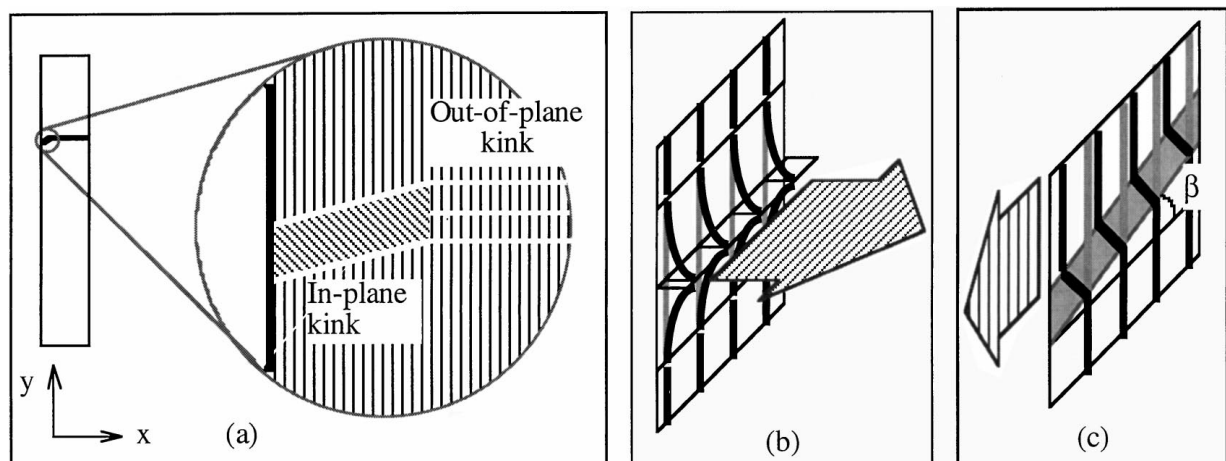 Out-of-plane
kink
In-plane
kink
y
x
(a)
(b)
β
(c)